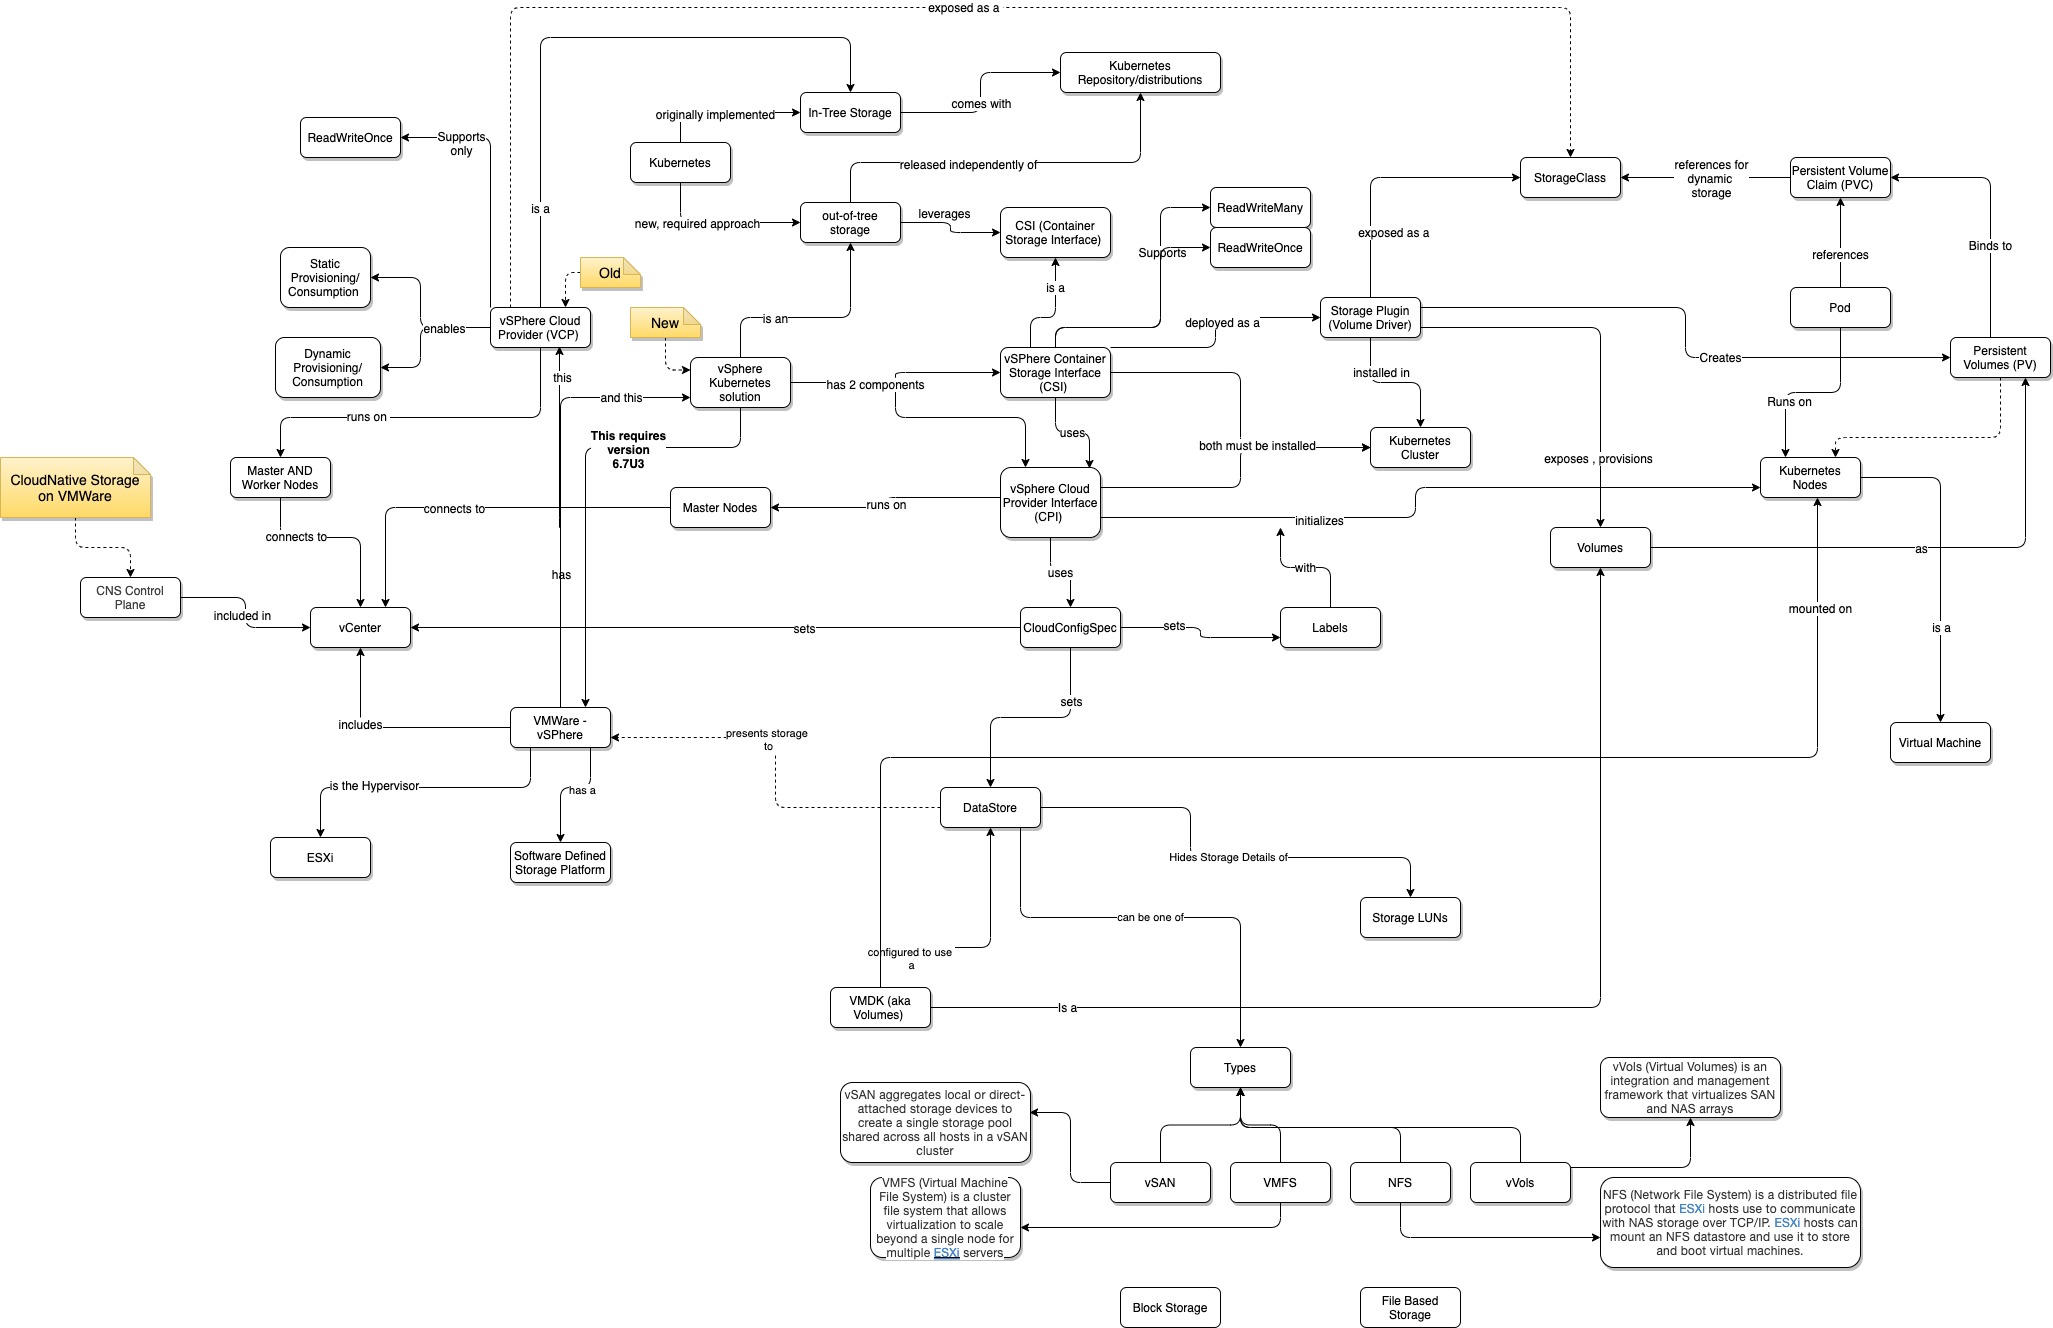 exposed as a
Kubernetes
Repository/distributions
originally implemented
In-Tree Storage
comes with
ReadWriteOnce
Supports
only
Kubernetes
released independently of
StorageClass
references for
dynamic
storage
Persistent Volume
Claim (PVC)
is a
new, required approach
out-of-tree
storage
leverages
CSI (Container
Storage Interface)
ReadWriteMany
Supports
ReadWriteOnce
exposed as a
references
Binds to
Static
Provisioning/
Consumption
Old
is a
Pod
enables
vSPhere Cloud
Provider (VCP)
New
is an
deployed as a
Storage Plugin
(Volume Driver)
Dynamic
Provisioning/
Consumption
this
vSphere
Kubernetes
solution
has 2 components
vSPhere Container
Storage Interface
(CSI)
installed in
Creates
Persistent
Volumes (PV)
and this
runs on
This requires
version
6.7U3
uses
both must be installed
Kubernetes
Cluster
Runs on
exposes , provisions
CloudNative Storage
on VMWare
Master AND
Worker Nodes
Kubernetes
Nodes
connects to
Master Nodes
runs on
vSphere Cloud
Provider Interface
(CPI)
initializes
connects to
Volumes
as
CNS Control
Plane
has
uses
with
included in
vCenter
sets
CloudConfigSpec
sets
Labels
mounted on
is a
includes
VMWare -
vSPhere
presents storage
to
sets
Virtual Machine
is the Hypervisor
has a
DataStore
ESXi
Software Defined
Storage Platform
Hides Storage Details of
Storage LUNs
can be one of
configured to use
a
VMDK (aka
Volumes)
Is a
Types
vSAN aggregates local or direct-
attached storage devices to
create a single storage pool
shared across all hosts in a vSAN
cluster
vVols (Virtual Volumes) is an
integration and management
framework that virtualizes SAN
and NAS arrays
vSAN
VMFS
NFS
vVols
VMFS (Virtual Machine
File System) is a cluster
file system that allows
virtualization to scale
beyond a single node for
multiple ESXi servers
NFS (Network File System) is a distributed file
protocol that ESXi hosts use to communicate
with NAS storage over TCP/IP. ESXi hosts can
mount an NFS datastore and use it to store
and boot virtual machines.
Block Storage
File Based
Storage